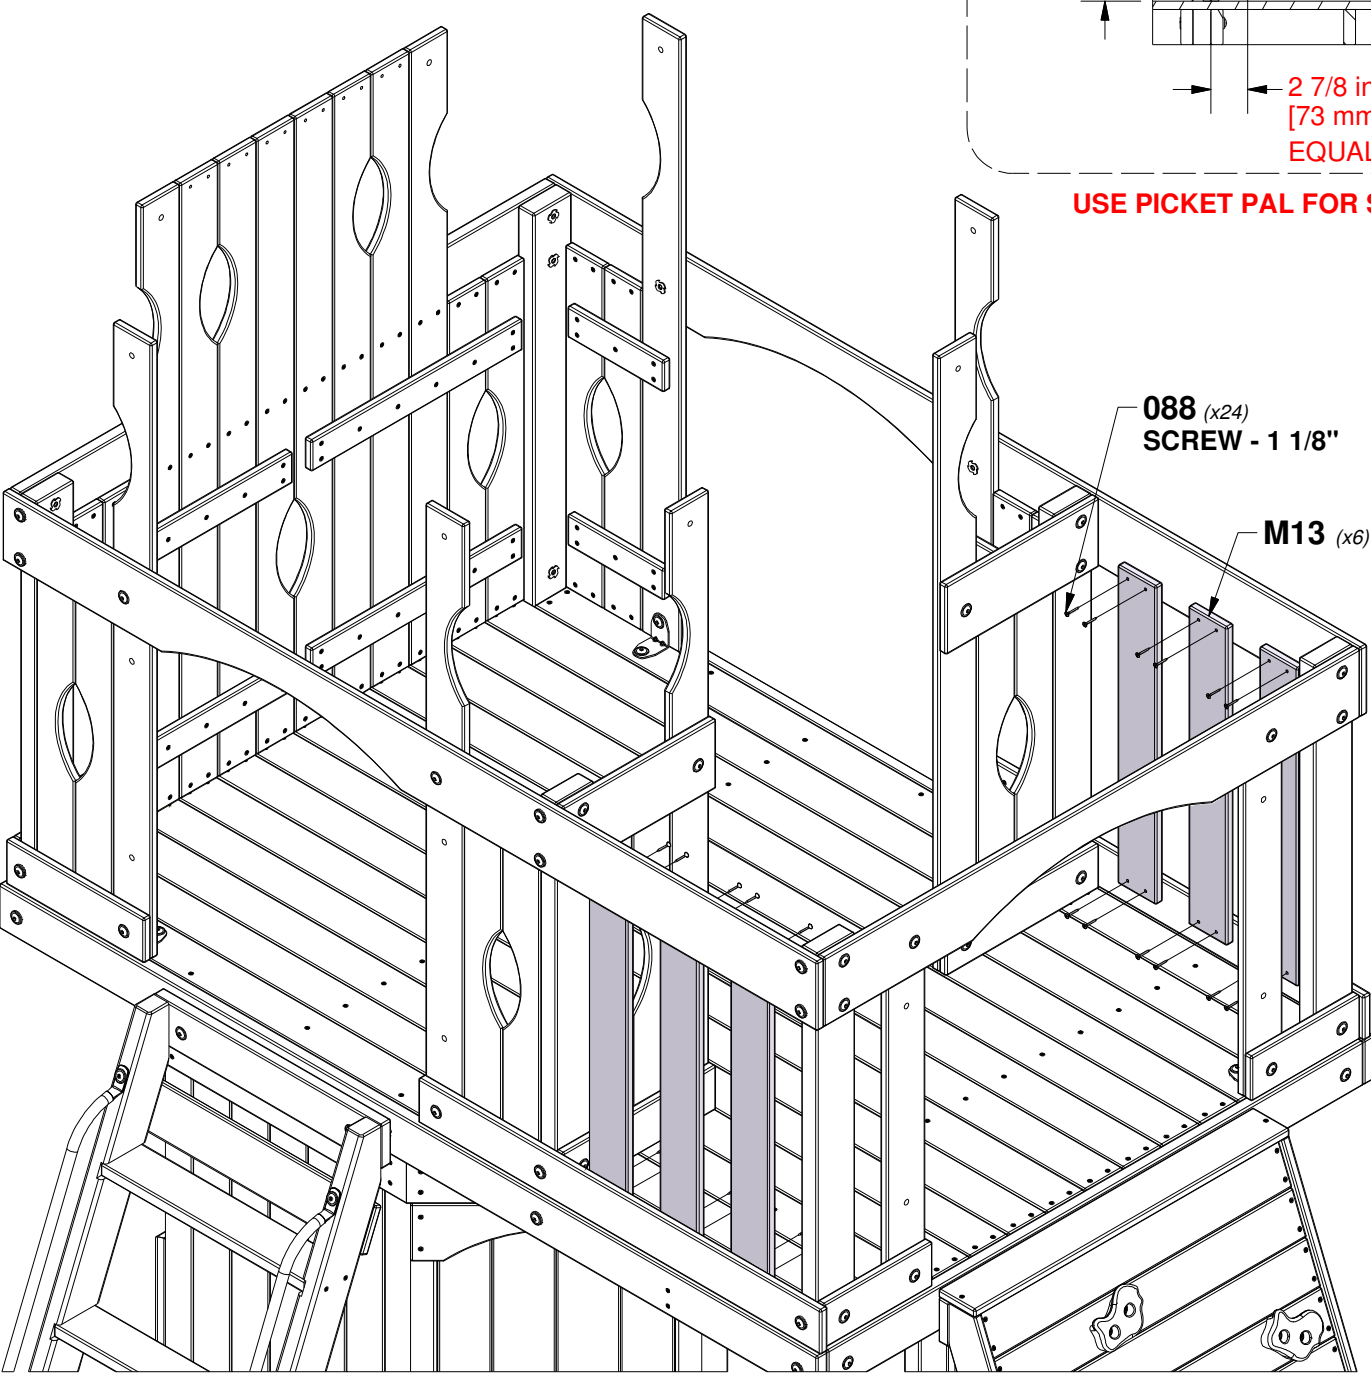 2 7/8 in
[73 mm
EQUAL
USE PICKET PAL FOR
088 (x24)
SCREW - 1 1/8"
M13 (x6)